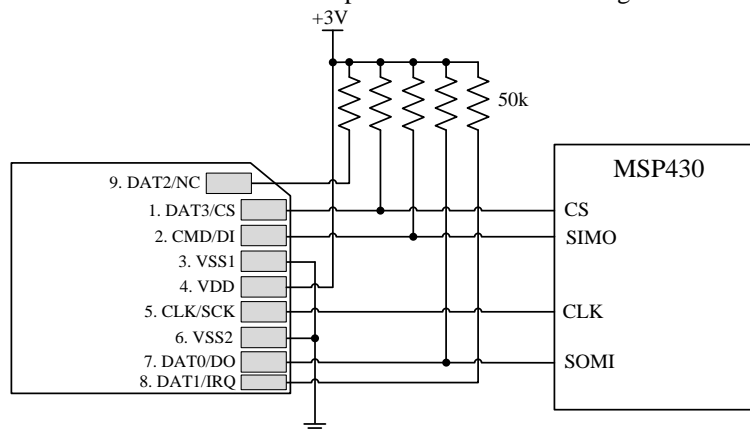 +3V
50k
MSP430
9. DAT2/NC
1. DAT3/CS
CS
2. CMD/DI
SIMO
3. VSS1
4. VDD
5. CLK/SCK
CLK
6. VSS2
7. DAT0/DO
SOMI
8. DAT1/IRQ